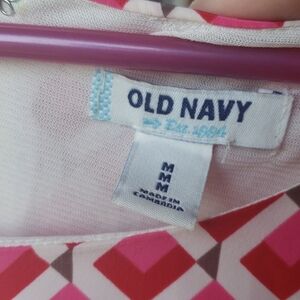 OLD NAVY
Est. 1994
M
M
M
MADE IN
CAMBODIA